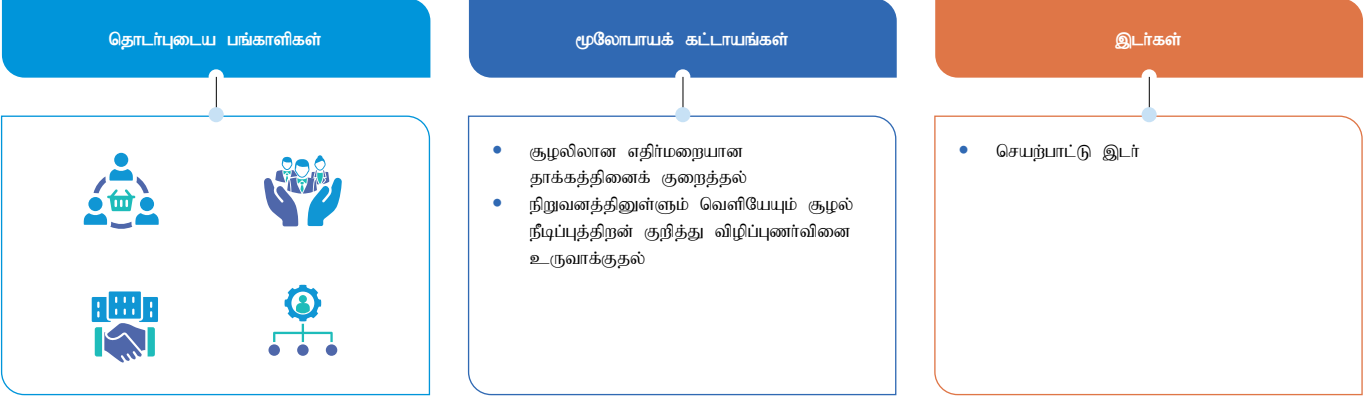 தொடர்புடைய பங்காளிகள்
மூலோபாயக் கட்டாயங்கள்
• சூழலிலான எதிர்மறையான
தாக்கத்தினைக் குறைத்தல்
• நிறுவனத்தினுள்ளும் வெளியேயும் சூழல்
நீடிப்புத்திறன் குறித்து விழிப்புணர்வினை
உருவாக்குதல்
இடர்கள்
• செயற்பாட்டு இடர்